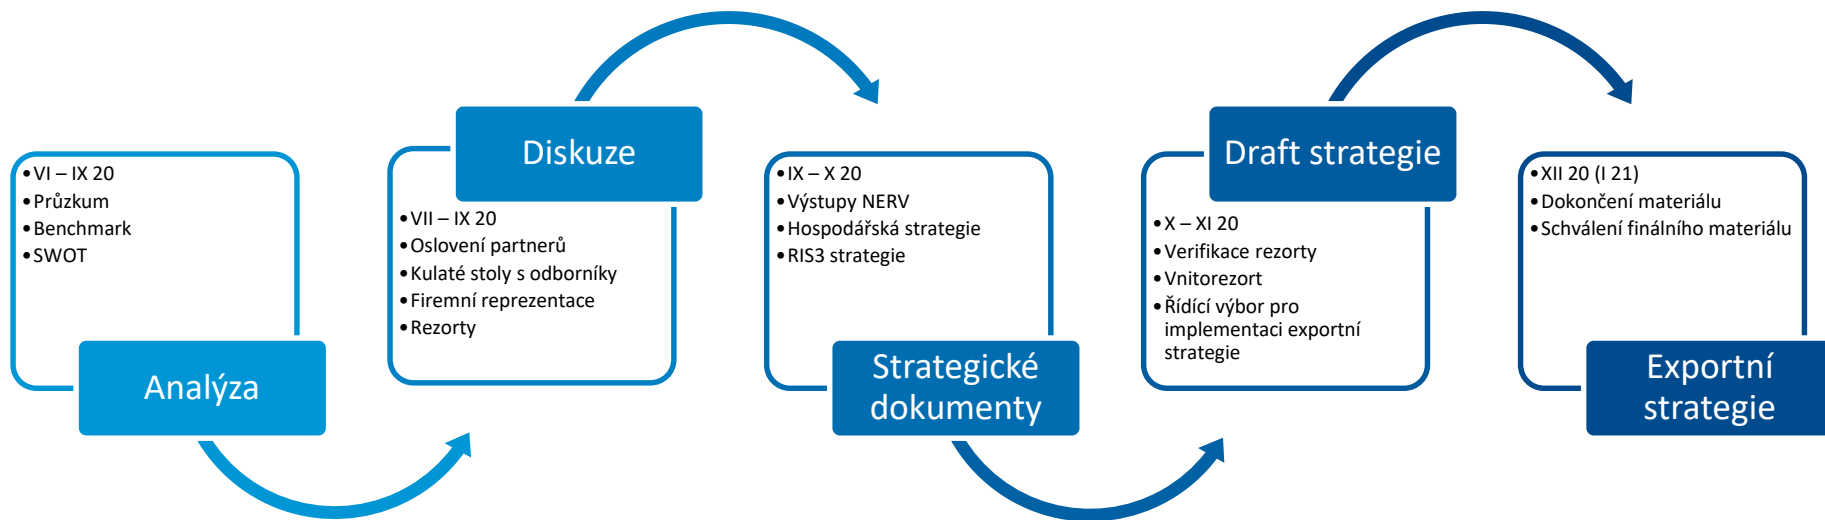 •VI – IX 20
•Průzkum
•Benchmark
•SWOT
Analýza
Diskuze
•VII – IX 20
•Oslovení partnerů
•Kulaté stoly s odborníky
•Firemní reprezentace
•Rezorty
•IX – X 20
•Výstupy NERV
•Hospodářská strategie
•RIS3 strategie
Strategické
dokumenty
Draft strategie
•X – XI 20
•Verifikace rezorty
•Vnitorezort
•Řídící výbor pro
implementaci exportní
strategie
•XII 20 (I 21)
•Dokončení materiálu
•Schválení finálního materiálu
Exportní
strategie